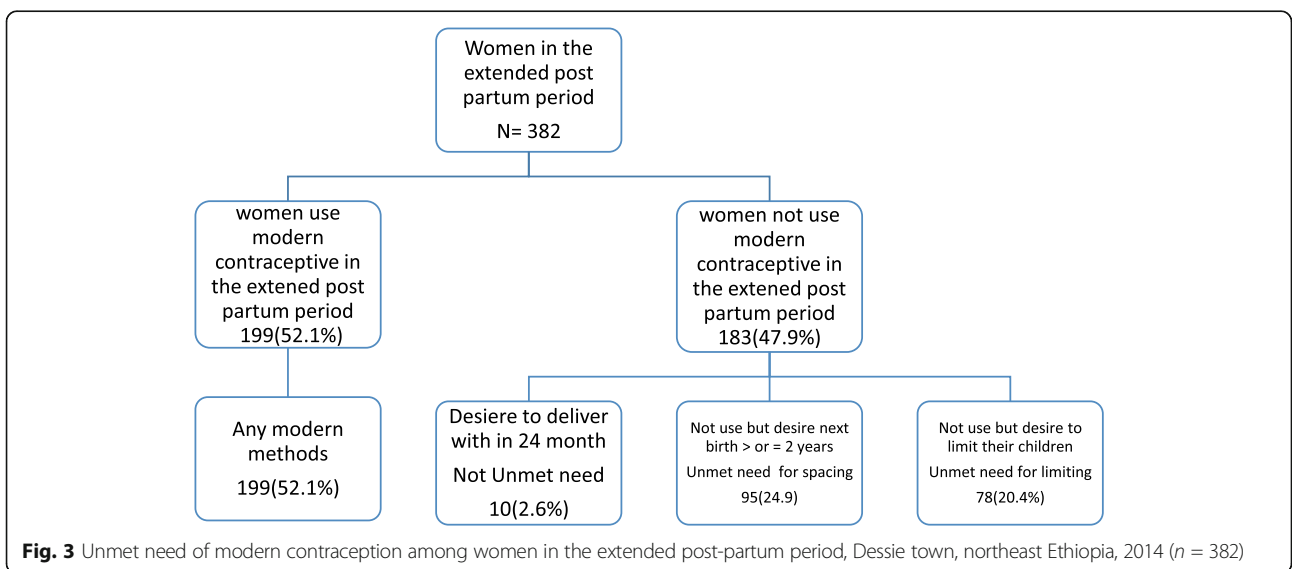 Women in the
extended post
partum period
N= 382
women use
modern
contraceptive in
the extened post
partum period
199(52.1%)
women not use
modern
contraceptive in
the extened post
partum period
183(47.9%)
Any modern
methods
199(52.1%)
Desiere to deliver
with in 24 month
Not Unmet need
10(2.6%)
Not use but desire next
birth > or = 2 years
Unmet need  for spacing
95(24.9)
Not use but desire to
limit their children
Unmet need for limiting
78(20.4%)
Fig. 3 Unmet need of modern contraception among women in the extended post-partum period, Dessie town, northeast Ethiopia, 2014 (n = 382)